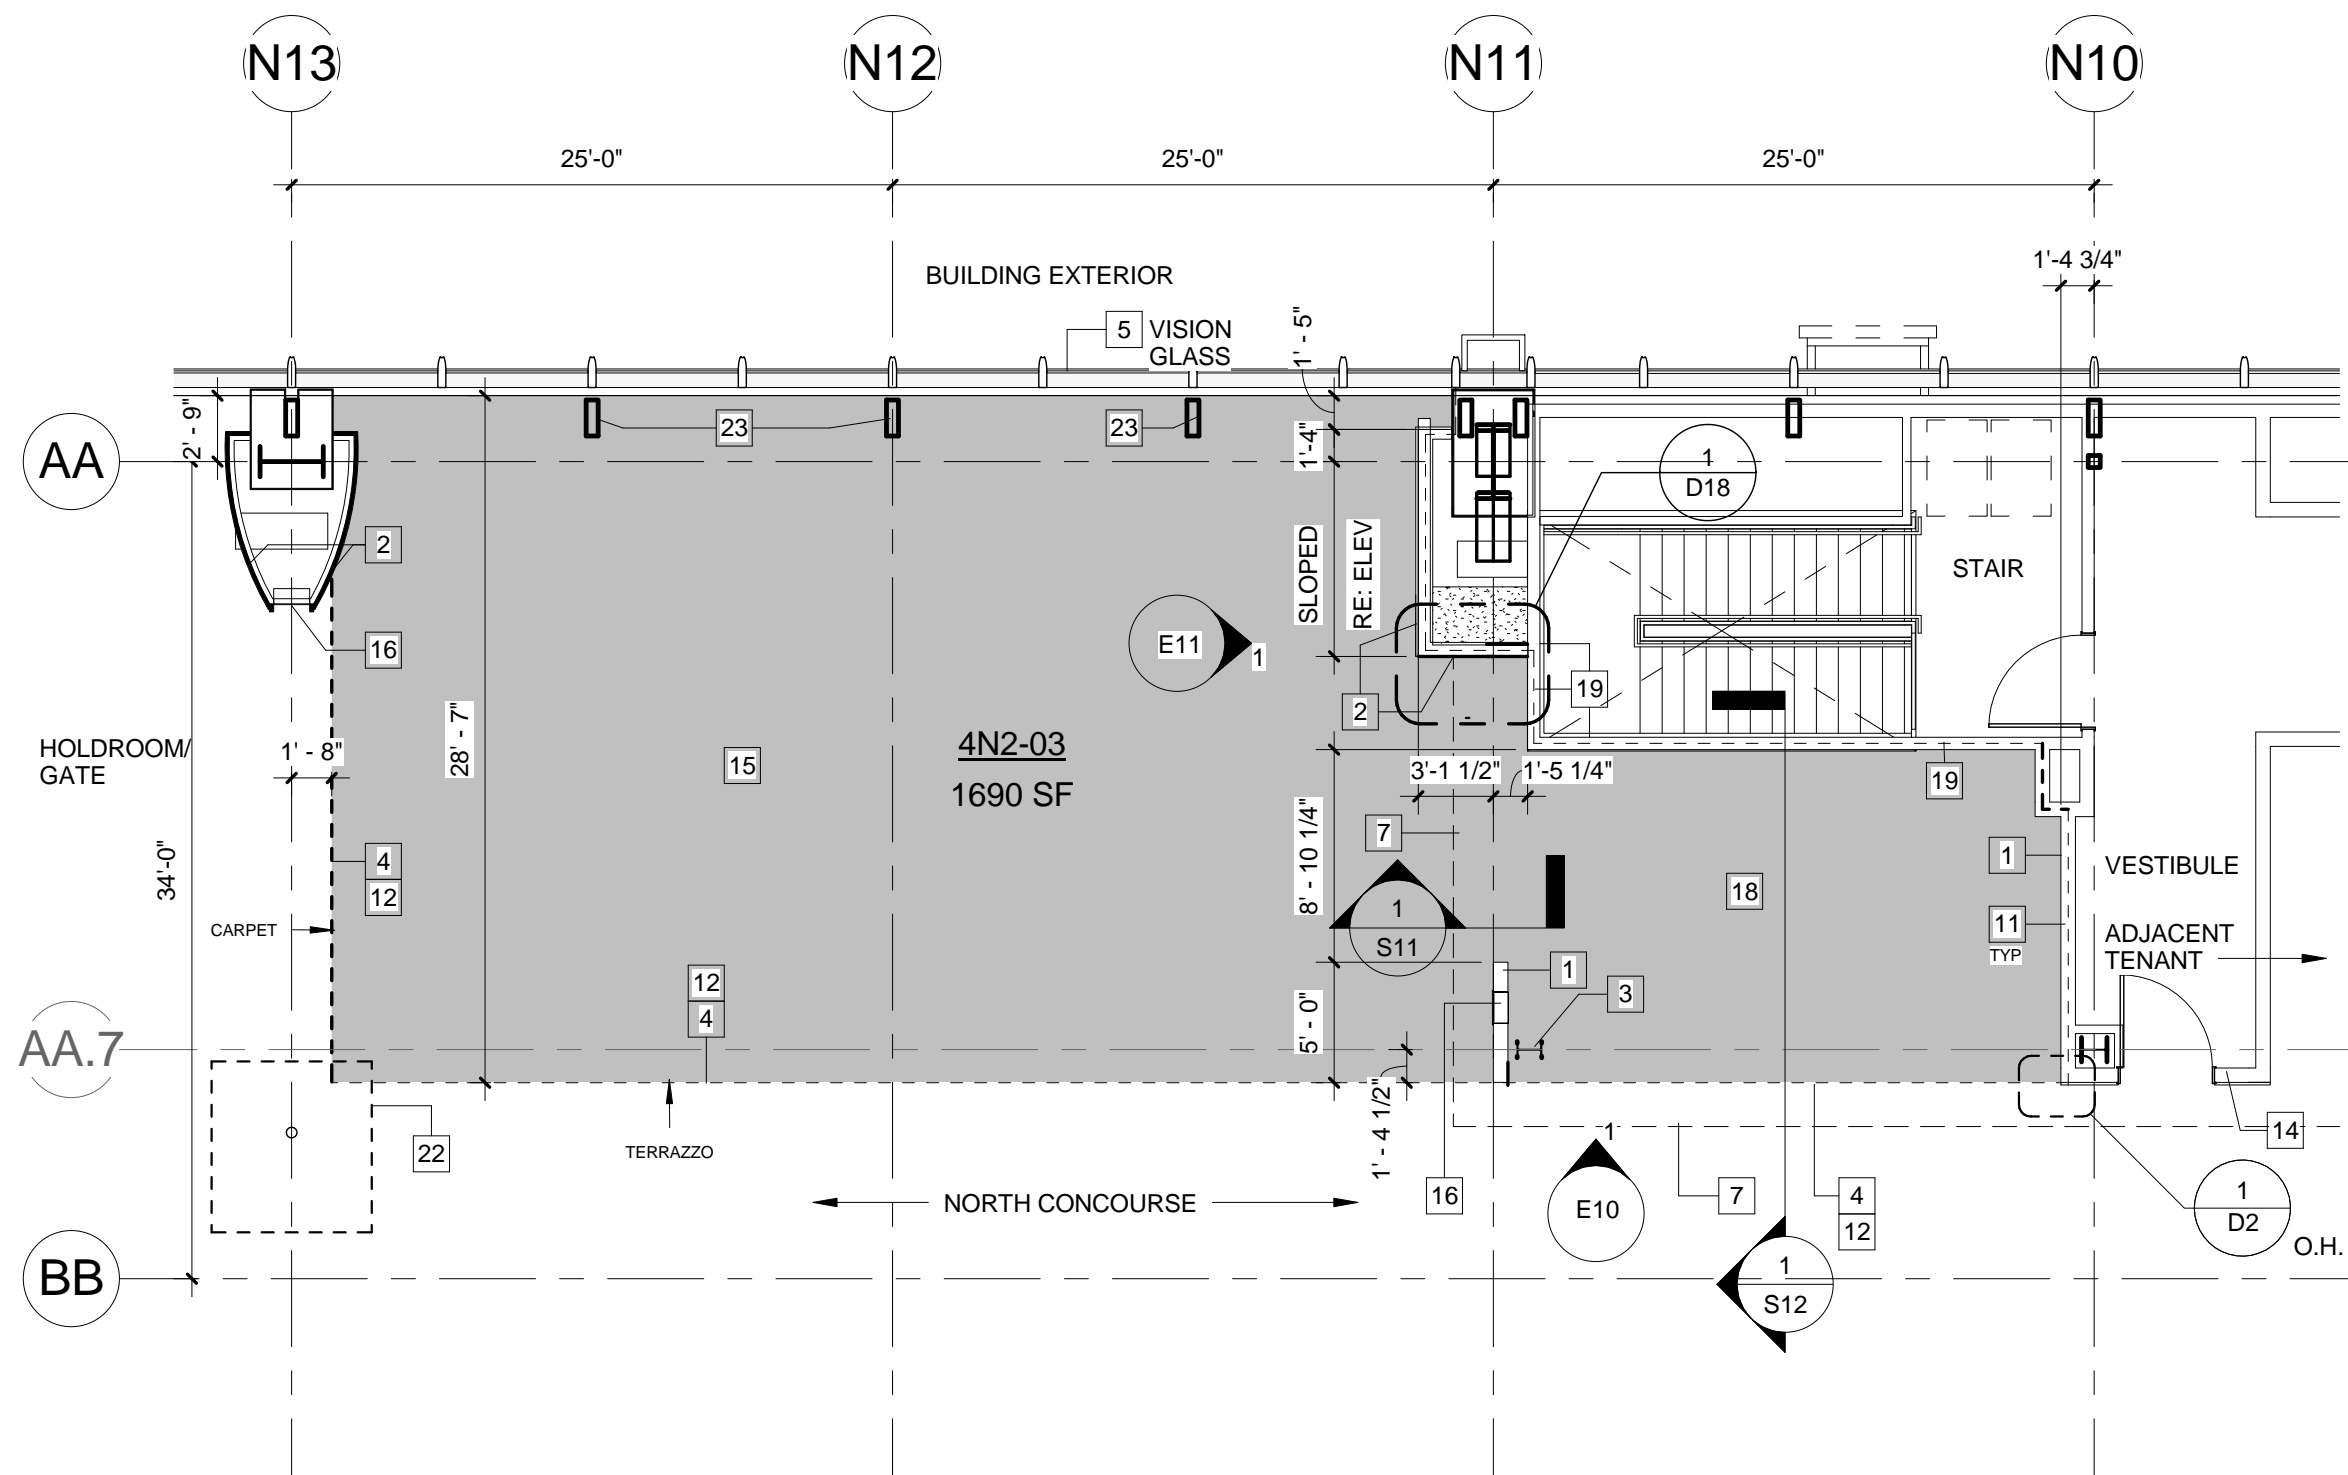 N13
N12
N11
N10
25'-0"
25'-0"
25'-0"
BUILDING EXTERIOR
1'-4 3/4"
5
VISION
GLASS
1' - 5"
2' - 9"
23
23
AA
1'-4"
1
D18
2
SLOPED
RE: ELEV
STAIR
16
E11
1
19
2
28' - 7"
HOLDROOM/
GATE
1' - 8"
15
4N2-03
1690 SF
3'-1 1/2"
1'-5 1/4"
19
7
8' - 10 1/4"
34'-0"
4
12
1
VESTIBULE
18
CARPET
1
S11
11
TYP
ADJACENT
TENANT
12
4
1
3
5' - 0"
AA.7
1' - 4 1/2"
22
TERRAZZO
1
14
NORTH CONCOURSE
16
E10
7
4
12
1
D2
O.H.
BB
1
S12